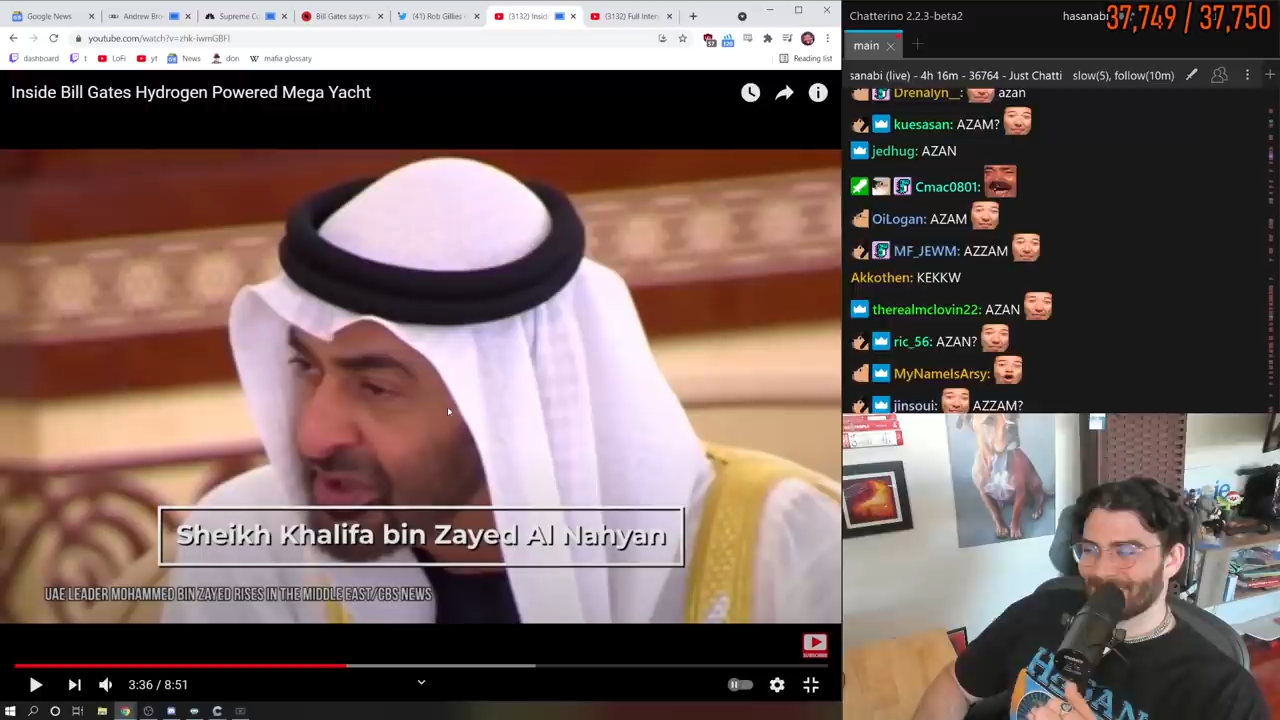 Google News
Andrew Bro
Supreme C
Bill Gates says
(41) Rob Gillies
(3132) Insid
(3132) Full Inter
youtube.com/watch?v=zhk-iwmGBFI
dashboard
t
LoFi
yt
News
don
mafia glossary
Reading list
Inside Bill Gates Hydrogen Powered Mega Yacht
Sheikh Khalifa bin Zayed Al Nahyan
UAE LEADER MOHAMMED BIN ZAYED RISES IN THE MIDDLE EAST/CBS NEWS
SUBSCRIBE
3:36 / 8:51
Chatterino 2.2.3-beta2
hasanabi
37,749 / 37,750
main
sanabi (live) - 4h 16m - 36764 - Just Chatti
slow(5), follow(10m)
Drenalyn__: azan
kuesasan: AZAM?
jedhug: AZAN
Cmac0801:
OiLogan: AZAM
MF_JEWM: AZZAM
Akkothen: KEKKW
therealmclovin22: AZAN
ric_56: AZAN?
MyNameIsArsy:
jinsoui: AZZAM?